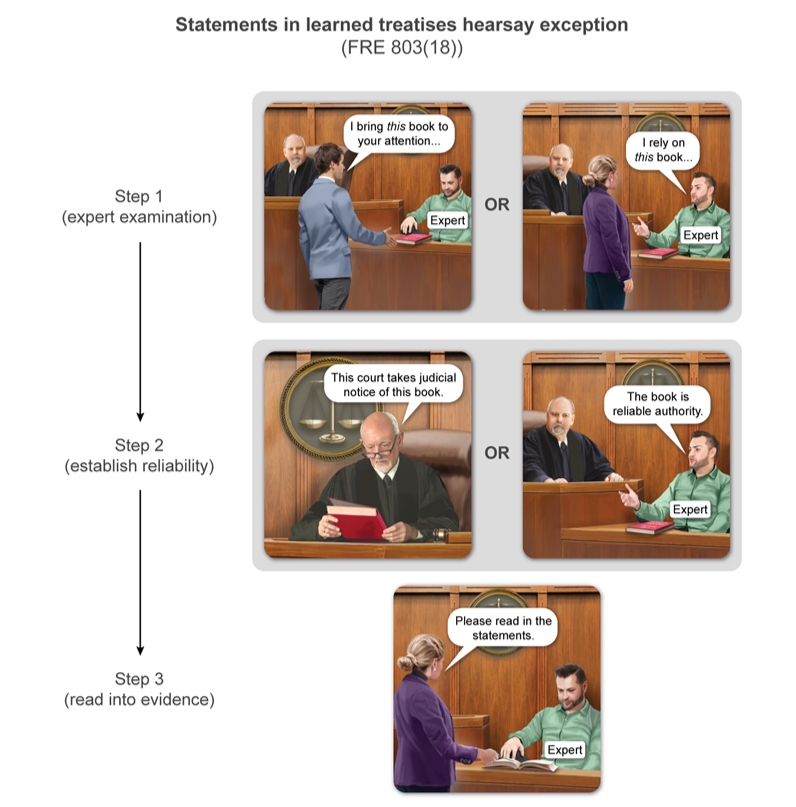 Statements in learned treatises hearsay exception
(FRE 803(18))
Step 1
(expert examination)
I bring this book to
your attention...
Expert
OR
I rely on
this book...
Expert
Step 2
(establish reliability)
This court takes judicial
notice of this book.
OR
The book is
reliable authority.
Expert
Step 3
(read into evidence)
Please read in the
statements.
Expert